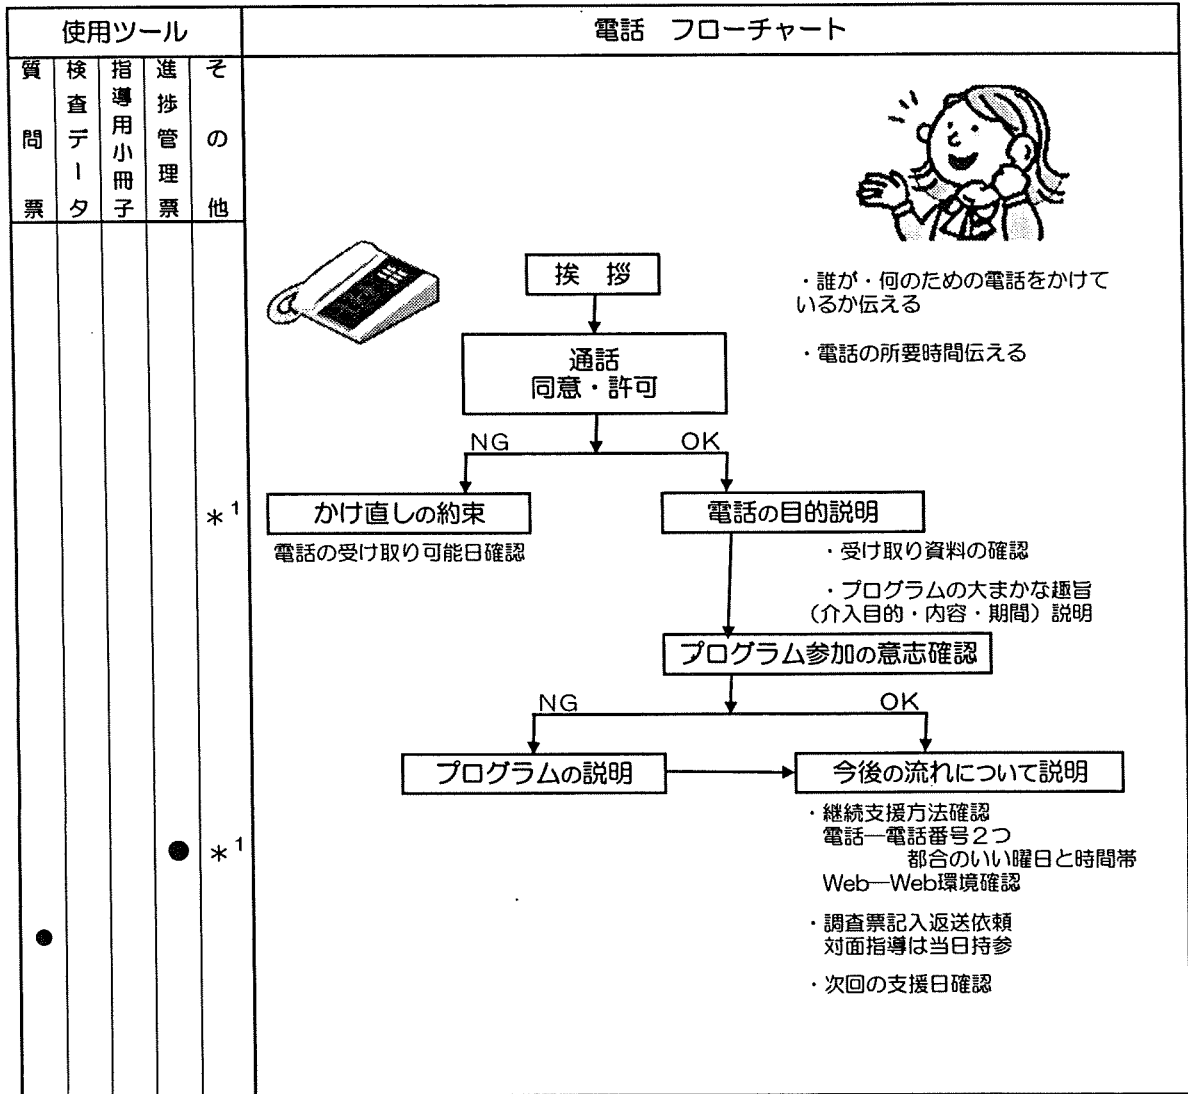 使用ツール
電話 フローチャート
質問票
検査データ
指導用小冊子
進捗管理票
その他
挨 拶
・誰が・何のための電話をかけて
いるか伝える
・電話の所要時間伝える
通話
同意・許可
NG
OK
＊1
かけ直しの約束
電話の目的説明
電話の受け取り可能日確認
・受け取り資料の確認
・プログラムの大まかな趣旨
（介入目的・内容・期間）説明
プログラム参加の意志確認
NG
OK
プログラムの説明
今後の流れについて説明
・継続支援方法確認
電話―電話番号２つ
都合のいい曜日と時間帯
Web―Web環境確認
● ＊1
●
・調査票記入返送依頼
対面指導は当日持参
・次回の支援日確認